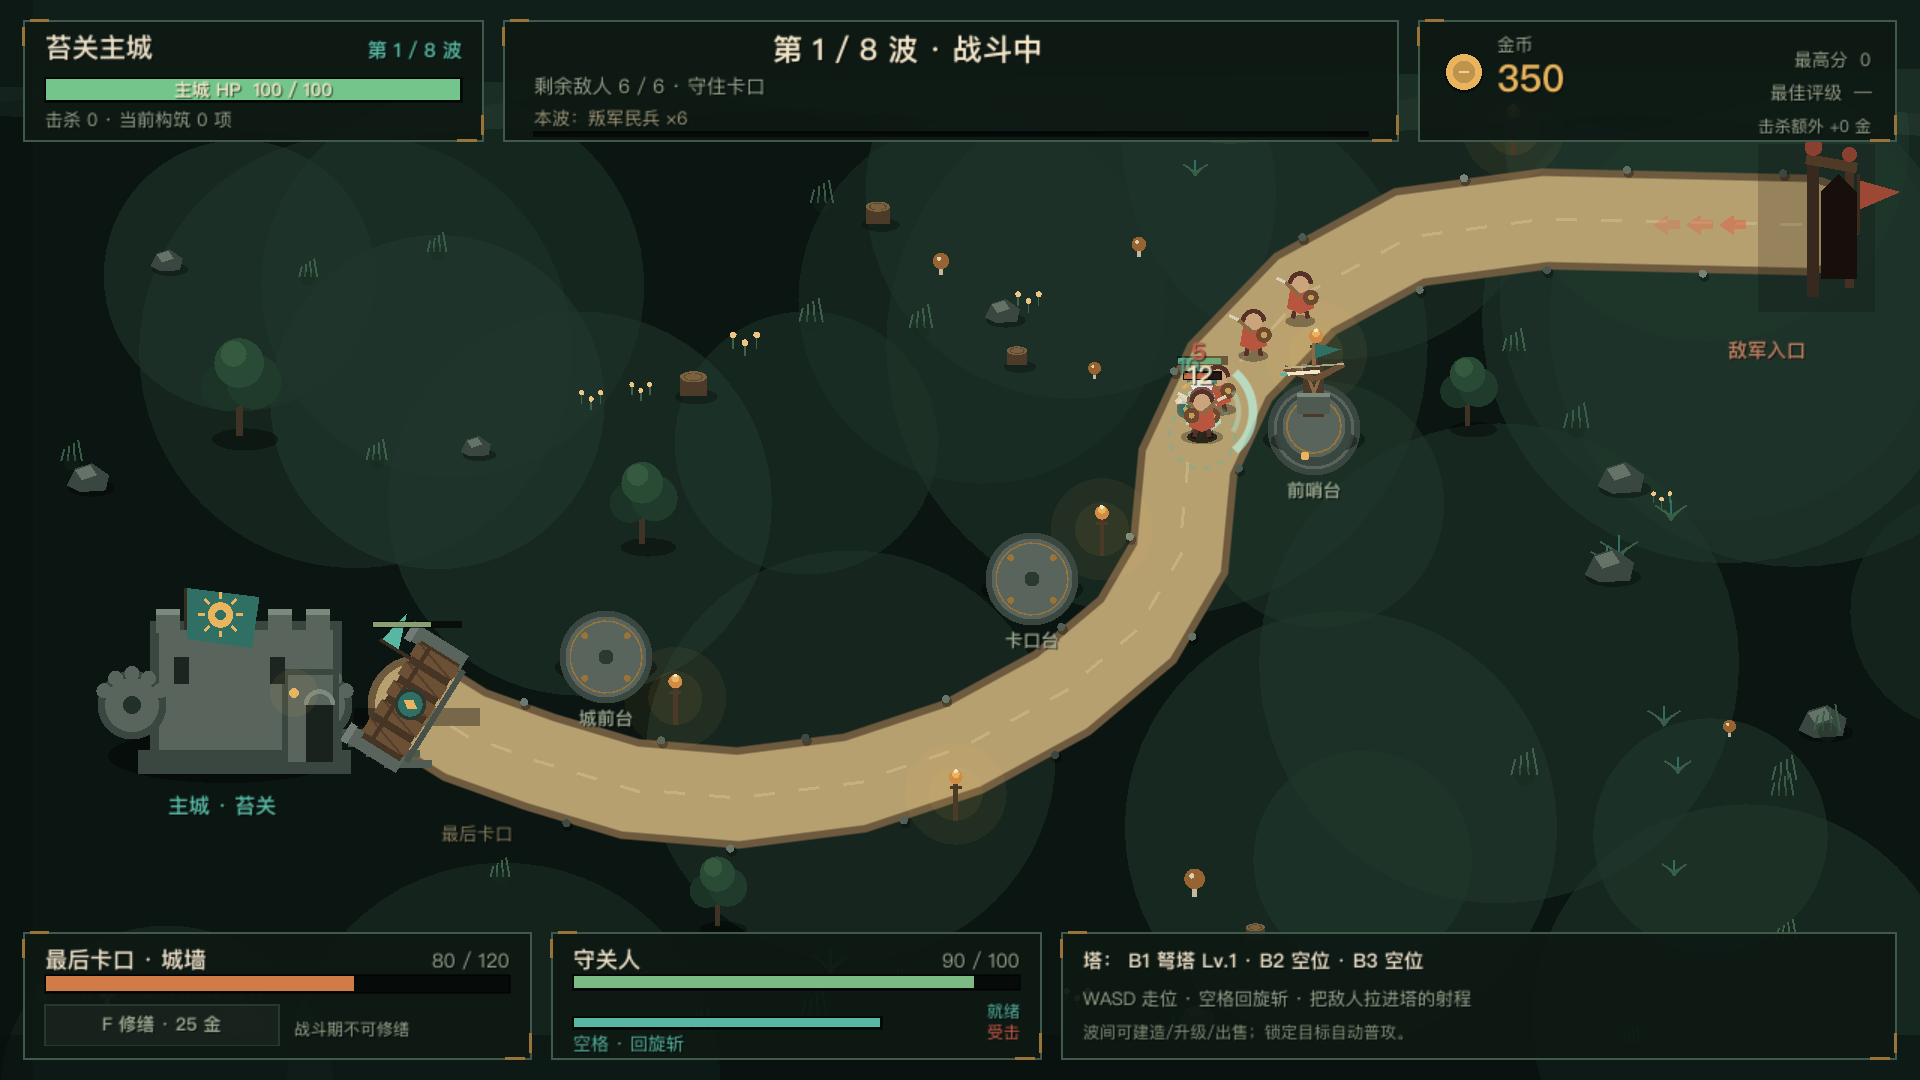 苔关主城
第 1 / 8 波
主城 HP 100 / 100
击杀 0 · 当前构筑 0 项
第 1 / 8 波 · 战斗中
剩余敌人 6 / 6 · 守住卡口
本波：叛军民兵 ×6
金币
350
最高分 0
最佳评级 —
击杀额外 +0 金
敌军入口
5
12
前哨台
卡口台
城前台
主城 · 苔关
最后卡口
最后卡口 · 城墙
80 / 120
F 修缮 · 25 金
战斗期不可修缮
守关人
90 / 100
就绪
受击
空格 · 回旋斩
塔： B1 弩塔 Lv.1 · B2 空位 · B3 空位
WASD 走位 · 空格回旋斩 · 把敌人拉进塔的射程
波间可建造/升级/出售；锁定目标自动普攻。